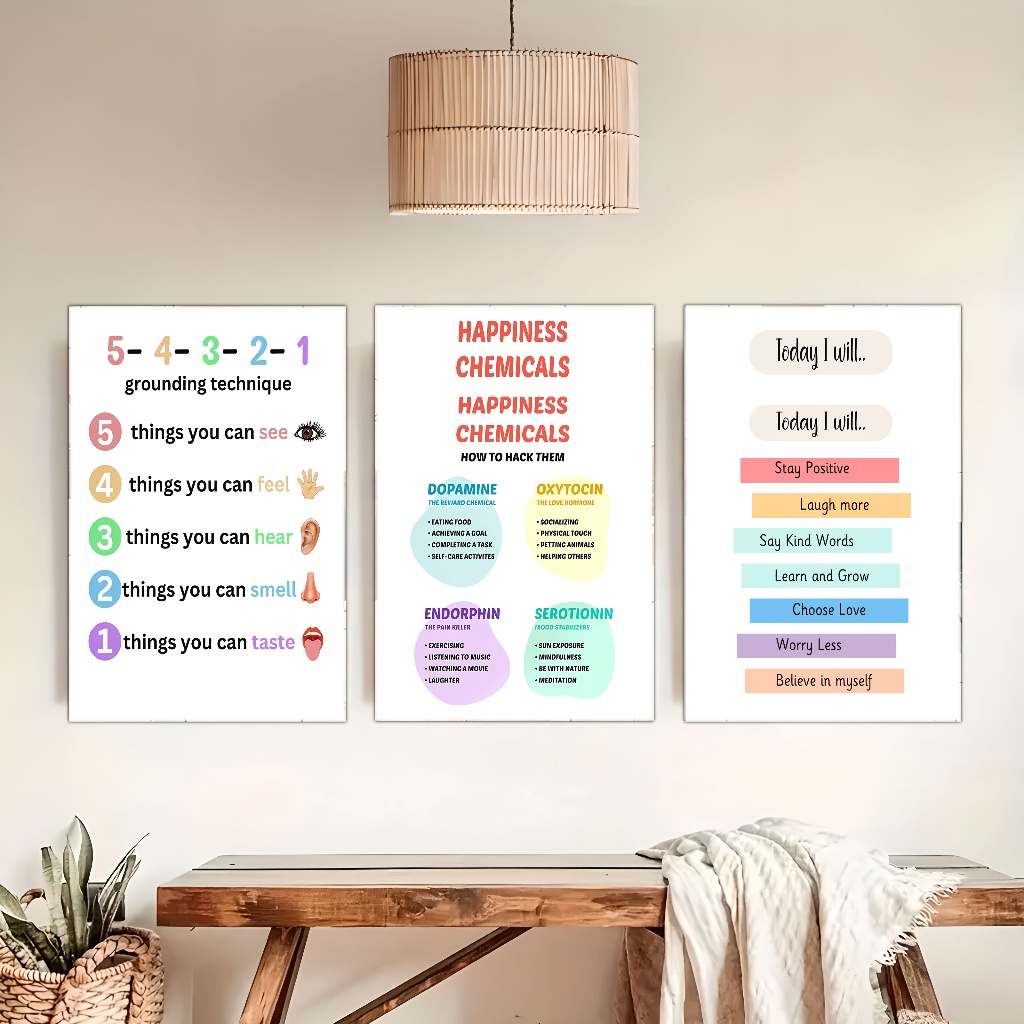 5- 4- 3- 2- 1
grounding technique
5 things you can see
4 things you can feel
3 things you can hear
2 things you can smell
1 things you can taste
HAPPINESS
CHEMICALS
HAPPINESS
CHEMICALS
HOW TO HACK THEM
DOPAMINE
THE REWARD CHEMICAL
• EATING FOOD
• ACHIEVING A GOAL
• COMPLETING A TASK
• SELF-CARE ACTIVITES
OXYTOCIN
THE LOVE HORMONE
• SOCIALIZING
• PHYSICAL TOUCH
• PETTING ANIMALS
• HELPING OTHERS
ENDORPHIN
THE PAIN KILLER
• EXERCISING
• LISTENING TO MUSIC
• WATCHING A MOVIE
• LAUGHTER
SEROTIONIN
MOOD STABILIZERS
• SUN EXPOSURE
• MINDFULNESS
• BE WITH NATURE
• MEDITATION
Today I will..
Today I will..
Stay Positive
Laugh more
Say Kind Words
Learn and Grow
Choose Love
Worry Less
Believe in myself